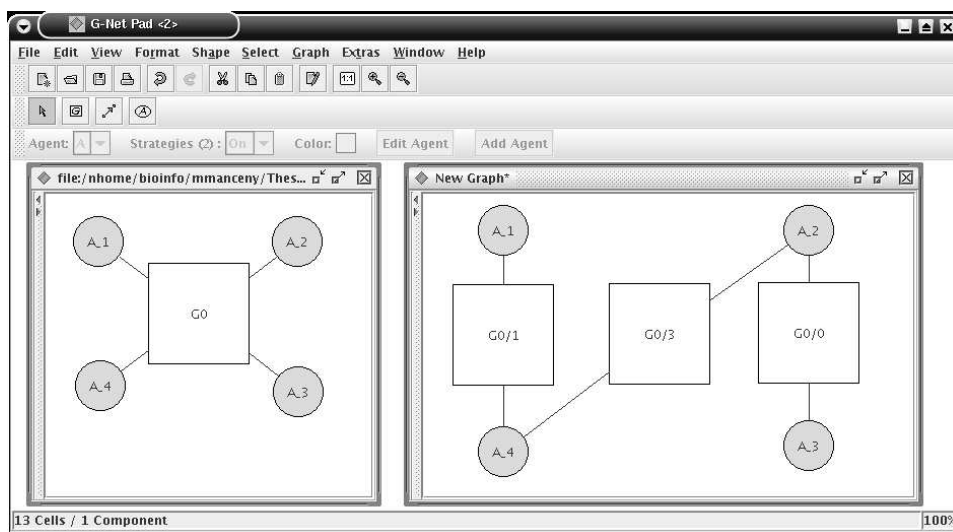 G-Net Pad <2>
File Edit View Format Shape Select Graph Extras Window Help
1:1
G
A
Agent: A Strategies (2) : On Color: Edit Agent Add Agent
file:/nhome/bioinfo/mmanceny/Thes...
A_1
A_2
G0
A_4
A_3
New Graph*
A_1
A_2
G0/1
G0/3
G0/0
A_4
A_3
13 Cells / 1 Component
100%